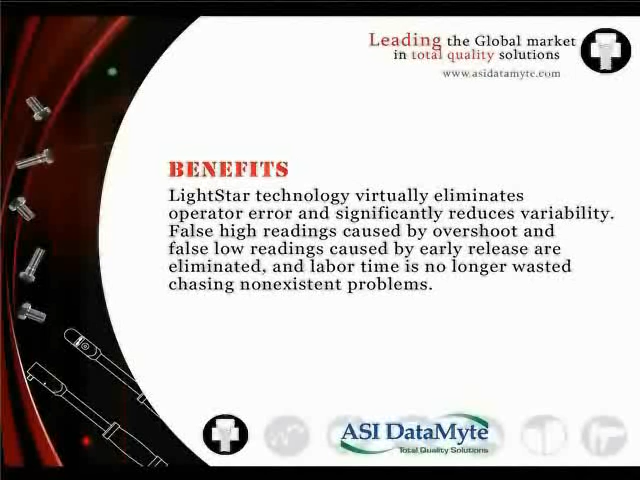 Leading the Global market
in total quality solutions
www.asidatamyte.com
BENEFITS
LightStar technology virtually eliminates
operator error and significantly reduces variability.
False high readings caused by overshoot and
false low readings caused by early release are
eliminated, and labor time is no longer wasted
chasing nonexistent problems.
ASI DataMyte
Total Quality Solutions